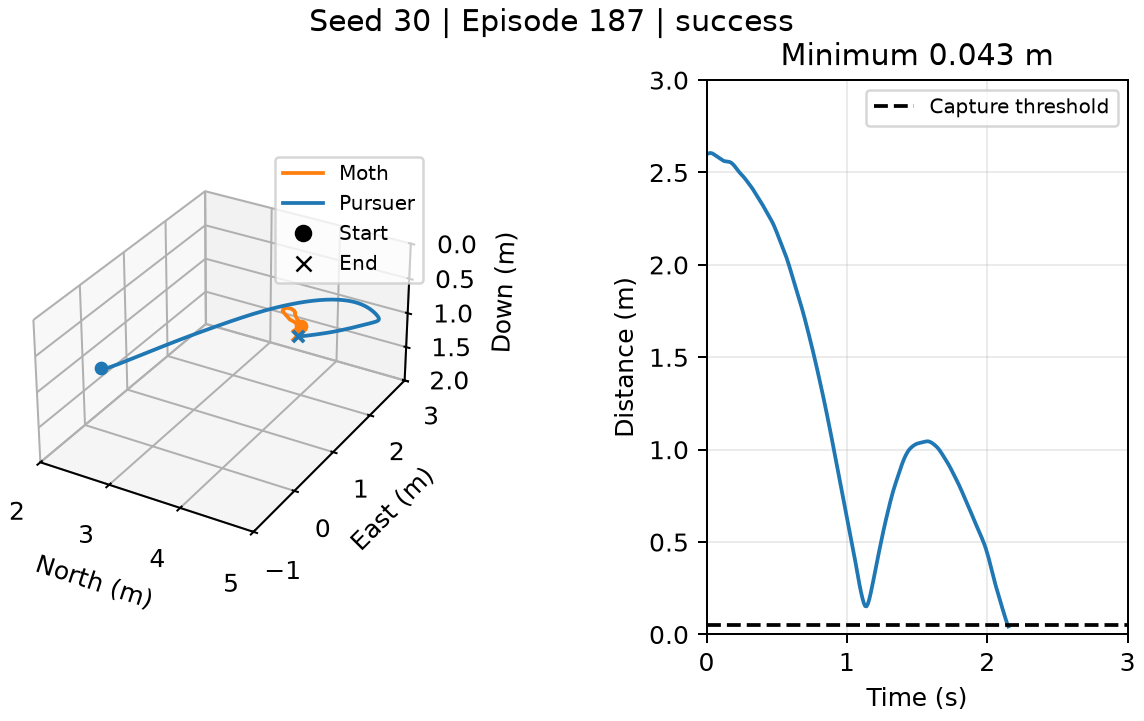 Seed 30 | Episode 187 | success
Minimum 0.043 m
Moth
Pursuer
Start
End
0.0
0.5
1.0
1.5
2.0
Down (m)
3
2
1
0
−1
East (m)
2
3
4
5
North (m)
Capture threshold
3.0
2.5
2.0
1.5
1.0
0.5
0.0
Distance (m)
0 1 2 3
Time (s)